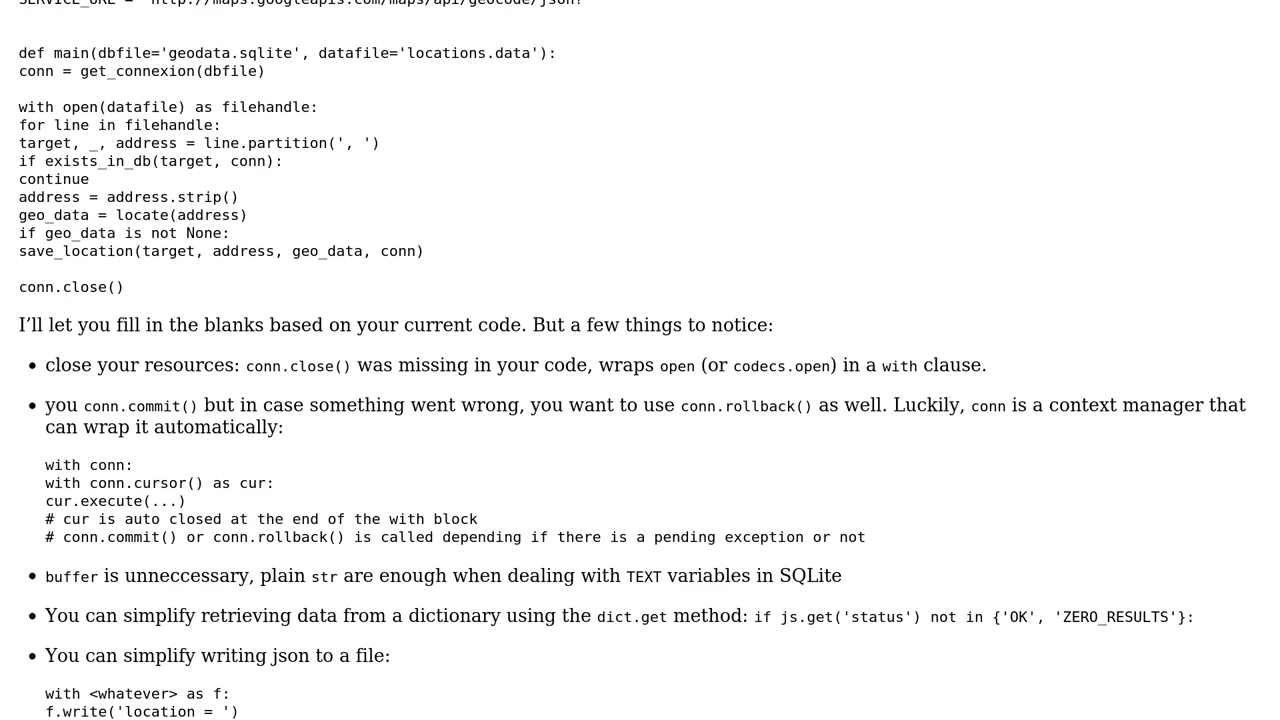 SERVICE_URL = "http://maps.googleapis.com/maps/api/geocode/json?"
def main(dbfile='geodata.sqlite', datafile='locations.data'):
conn = get_connexion(dbfile)
with open(datafile) as filehandle:
for line in filehandle:
target, _, address = line.partition(', ')
if exists_in_db(target, conn):
continue
address = address.strip()
geo_data = locate(address)
if geo_data is not None:
save_location(target, address, geo_data, conn)
conn.close()
I’ll let you fill in the blanks based on your current code. But a few things to notice:
• close your resources: conn.close() was missing in your code, wraps open (or codecs.open) in a with clause.
• you conn.commit() but in case something went wrong, you want to use conn.rollback() as well. Luckily, conn is a context manager that
can wrap it automatically:
with conn:
with conn.cursor() as cur:
cur.execute(...)
# cur is auto closed at the end of the with block
# conn.commit() or conn.rollback() is called depending if there is a pending exception or not
• buffer is unneccessary, plain str are enough when dealing with TEXT variables in SQLite
• You can simplify retrieving data from a dictionary using the dict.get method: if js.get('status') not in {'OK', 'ZERO_RESULTS'}:
• You can simplify writing json to a file:
with <whatever> as f:
f.write('location = ')